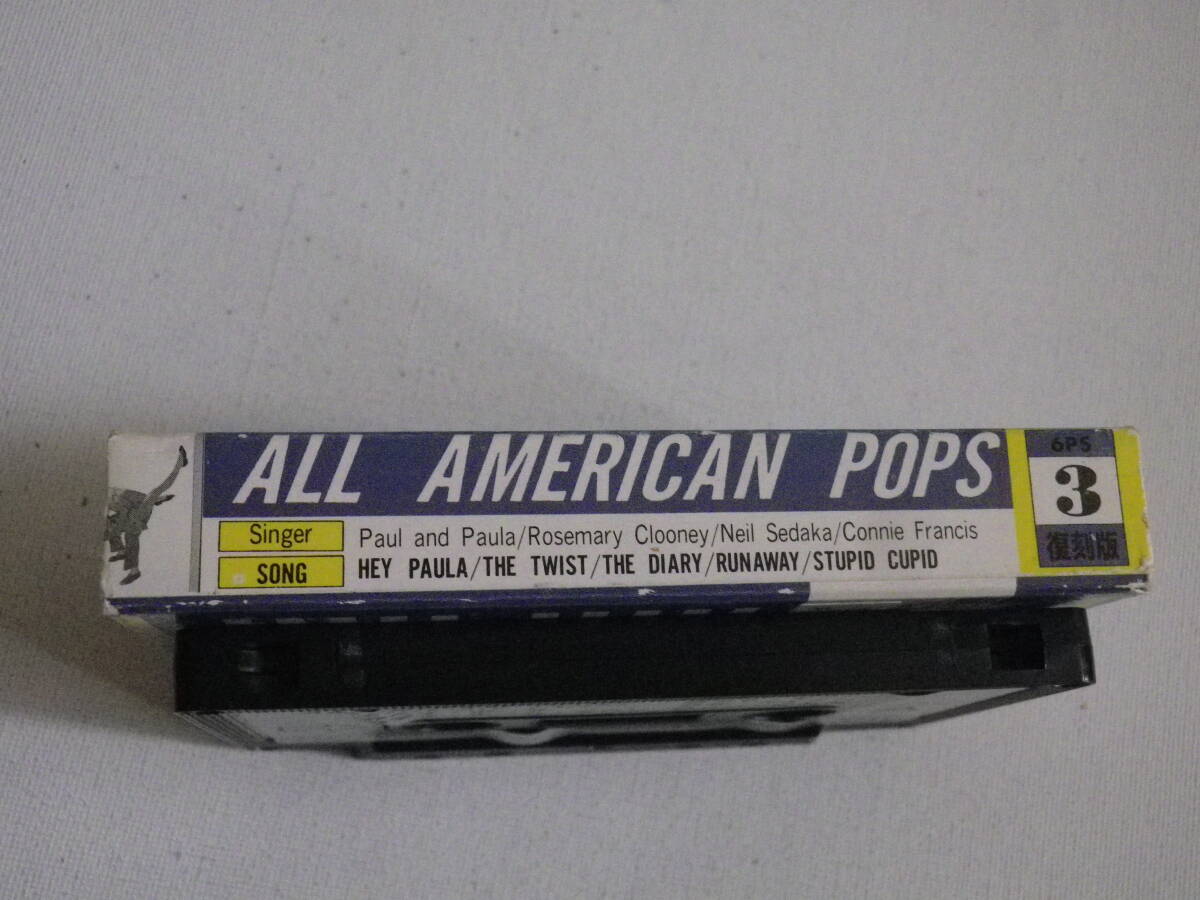 ALL AMERICAN POPS
Singer Paul and Paula/Rosemary Clooney/Neil Sedaka/Connie Francis
SONG HEY PAULA/THE TWIST/THE DIARY/RUNAWAY/STUPID CUPID
6PS
3
復刻版